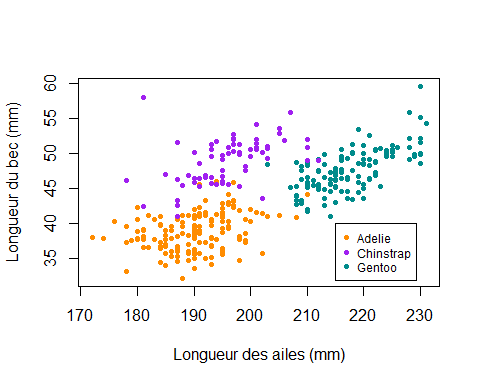 Longueur du bec (mm)
60
55
50
45
40
35
Adelie
Chinstrap
Gentoo
170
180
190
200
210
220
230
Longueur des ailes (mm)